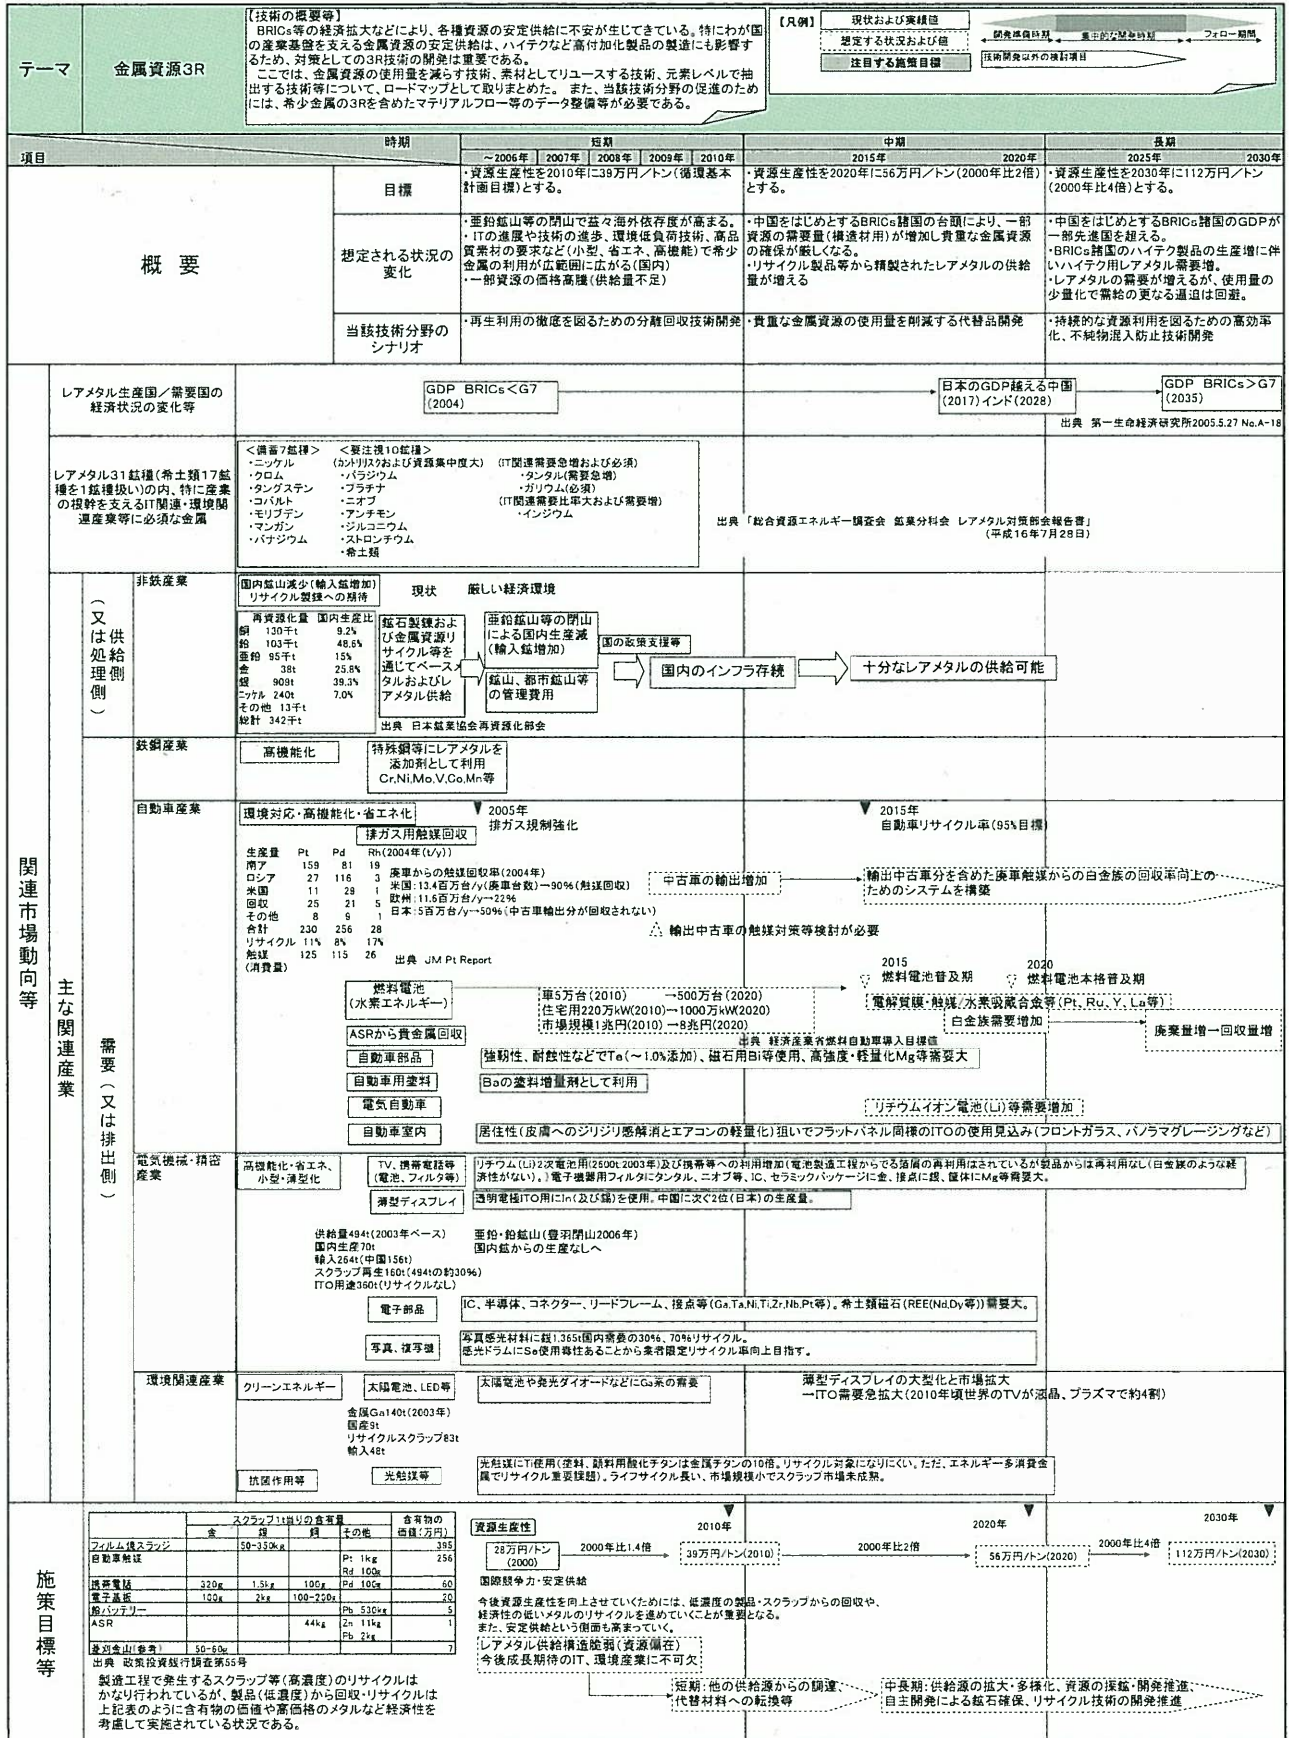 テーマ
金属資源3R
【技術の概要等】
BRICs等の経済拡大などにより、各種資源の安定供給に不安が生じてきている。特にわが国
の産業基盤を支える金属資源の安定供給は、ハイテクなど高付加化製品の製造にも影響す
るため、対策としての3R技術の開発は重要である。
ここでは、金属資源の使用量を減らす技術、素材としてリユースする技術、元素レベルで抽
出する技術等について、ロードマップとして取りまとめた。また、当該技術分野の促進のため
には、希少金属の3Rを含めたマテリアルフロー等のデータ整備等が必要である。
【凡例】
現状および実績値
想定する状況および値
注目する施策目標
開発準備時期
集中的な開発時期
フォロー期間
技術開発以外の検討項目
時期
項目
短期
中期
長期
～2006年 2007年 2008年 2009年 2010年
2015年 2020年
2025年 2030年
概要
目標
・資源生産性を2010年に39万円／トン(循環基本
計画目標)とする。
・資源生産性を2020年に56万円／トン(2000年比2倍)
とする。
・資源生産性を2030年に112万円／トン
(2000年比4倍)とする。
想定される状況の
変化
・亜鉛鉱山等の閉山で益々海外依存度が高まる。
・ITの進展や技術の進歩、環境低負荷技術、高品
質素材の要求など(小型、省エネ、高機能)で希少
金属の利用が広範囲に広がる(国内)
・一部資源の価格高騰(供給量不足)
・中国をはじめとするBRICs諸国の台頭により、一部
資源の需要量(構造材用)が増加し貴重な金属資源
の確保が厳しくなる。
・リサイクル製品等から精製されたレアメタルの供給
量が増える
・中国をはじめとするBRICs諸国のGDPが
一部先進国を超える。
・BRICs諸国のハイテク製品の生産増に伴
いハイテク用レアメタル需要増。
・レアメタルの需要が増えるが、使用量の
少量化で需給の更なる逼迫は回避。
当該技術分野の
シナリオ
・再生利用の徹底を図るための分離回収技術開発
・貴重な金属資源の使用量を削減する代替品開発
・持続的な資源利用を図るための高効率
化、不純物混入防止技術開発
関連市場動向等
レアメタル生産国／需要国の
経済状況の変化等
GDP BRICs＜G7
(2004)
日本のGDP越える中国
(2017)インド(2028)
GDP BRICs＞G7
(2035)
出典 第一生命経済研究所2005.5.27 No.A-18
レアメタル31鉱種(希土類17鉱
種を1鉱種扱い)の内、特に産業
の根幹を支えるIT関連・環境関
連産業等に必須な金属
＜備蓄7鉱種＞ ＜要注視10鉱種＞
・ニッケル (カントリリスクおよび資源集中度大) (IT関連需要急増および必須)
・クロム ・パラジウム ・タンタル(需要急増)
・タングステン ・プラチナ ・ガリウム(必須)
・コバルト ・ニオブ (IT関連需要比率大および需要増)
・モリブデン ・アンチモン ・インジウム
・マンガン ・ジルコニウム
・バナジウム ・ストロンチウム
・希土類
出典 「総合資源エネルギー調査会 鉱業分科会 レアメタル対策部会報告書」
(平成16年7月28日)
主な関連産業
供給側
(又は処理側)
非鉄産業
国内鉱山減少(輸入鉱増加)
リサイクル製錬への期待
現状 厳しい経済環境
再資源化量 国内生産比
銅 130千t 9.2%
鉛 103千t 48.6%
亜鉛 95千t 15%
金 38t 25.8%
銀 909t 39.3%
ニッケル 240t 7.0%
その他 13千t
総計 342千t
鉱石製錬およ
び金属資源リ
サイクル等を
通じてベースメ
タルおよびレ
アメタル供給
亜鉛鉱山等の閉山
による国内生産減
(輸入鉱増加)
鉱山、都市鉱山等
の管理費用
国の政策支援等
国内のインフラ存続
十分なレアメタルの供給可能
出典 日本鉱業協会再資源化部会
需要(又は排出側)
鉄鋼産業
高機能化
特殊鋼等にレアメタルを
添加剤として利用
Cr,Ni,Mo,V,Co,Mn等
自動車産業
環境対応・高機能化・省エネ化
2005年
排ガス規制強化
2015年
自動車リサイクル率(95%目標)
排ガス用触媒回収
生産量 Pt Pd Rh(2004年(t/y))
南ア 159 81 19
ロシア 27 116 3
米国 11 29 1
回収 25 21 5
その他 8 9 1
合計 230 256 28
リサイクル 11% 8% 17%
触媒 125 115 26
(消費量)
廃車からの触媒回収率(2004年)
米国:13.4百万台/y(廃車台数)→90%(触媒回収)
欧州:11.6百万台/y→22%
日本:5百万台/y→50%(中古車輸出分が回収されない)
出典 JM Pt Report
中古車の輸出増加
輸出中古車分を含めた廃車触媒からの白金族の回収率向上の
ためのシステムを構築
△ 輸出中古車の触媒対策等検討が必要
2015
燃料電池普及期
2020
燃料電池本格普及期
燃料電池
(水素エネルギー)
車5万台(2010) →500万台(2020)
住宅用220万kW(2010)→1000万kW(2020)
市場規模1兆円(2010) →8兆円(2020)
電解質膜・触媒/水素吸蔵合金等(Pt, Ru, Y, La等)
白金族需要増加
廃棄量増→回収量増
ASRから貴金属回収
出典 経済産業省燃料自動車導入目標値
自動車部品
強靭性、耐蝕性などでTa(～1.0%添加)、磁石用Bi等使用、高強度・軽量化Mg等需要大
自動車用塗料
Baの塗料増量剤として利用
電気自動車
リチウムイオン電池(Li)等需要増加
自動車室内
居住性(皮膚へのジリジリ感解消とエアコンの軽量化)狙いでフラットパネル同様のITOの使用見込み(フロントガラス、パノラマグレージングなど)
電気機械・精密
産業
高機能化・省エネ、
小型・薄型化
TV、携帯電話等
(電池、フィルタ等)
リチウム(Li)2次電池用(2600t:2003年)及び携帯等への利用増加(電池製造工程からでる箔屑の再利用はされているが製品からは再利用なし(白金族のような経
済性がない)。)電子機器用フィルタにタンタル、ニオブ等、IC、セラミックパッケージに金、接点に銀、筐体にMg等需要大。
薄型ディスプレイ
透明電極ITO用にIn(及び錫)を使用。中国に次ぐ2位(日本)の生産量。
供給量494t(2003年ベース)
国内生産70t
輸入264t(中国156t)
スクラップ再生160t(494tの約30%)
ITO用途360t(リサイクルなし)
亜鉛・鉛鉱山(豊羽閉山2006年)
国内鉱からの生産なしへ
電子部品
IC、半導体、コネクター、リードフレーム、接点等(Ga,Ta,Ni,Ti,Zr,Nb,Pt等)。希土類磁石(REE(Nd,Dy等))需要大。
写真、複写機
写真感光材料に銀1,365t国内需要の30%、70%リサイクル。
感光ドラムにSe使用毒性あることから業者限定リサイクル率向上目指す。
環境関連産業
クリーンエネルギー
太陽電池、LED等
太陽電池や発光ダイオードなどにGa系の需要
薄型ディスプレイの大型化と市場拡大
→ITO需要急拡大(2010年頃世界のTVが液晶、プラズマで約4割)
金属Ga140t(2003年)
国産9t
リサイクルスクラップ83t
輸入48t
抗菌作用等
光触媒等
光触媒にTi使用(塗料、顔料用酸化チタンは金属チタンの10倍。リサイクル対象になりにくい。ただ、エネルギー多消費金
属でリサイクル重要課題)。ライフサイクル長い、市場規模小でスクラップ市場未成熟。
施策目標等
スクラップ1t当りの含有量 含有物の
金 銀 銅 その他 価値(万円)
フィルム焼スラッジ 50-350kg 395
自動車触媒 Pt 1kg 256
Rd 100g
携帯電話 320g 1.5kg 100g Pd 100g 60
電子基板 100g 2kg 100-200g 20
鉛バッテリー Pb 530kg 5
ASR 44kg Zn 11kg 1
Pb 2kg
菱刈金山(参考) 50-60g 7
出典 政策投資銀行調査第55号
製造工程で発生するスクラップ等(高濃度)のリサイクルは
かなり行われているが、製品(低濃度)から回収・リサイクルは
上記表のように含有物の価値や高価格のメタルなど経済性を
考慮して実施されている状況である。
資源生産性
2010年
2020年
2030年
28万円/トン
(2000)
2000年比1.4倍
39万円/トン(2010)
2000年比2倍
56万円/トン(2020)
2000年比4倍
112万円/トン(2030)
国際競争力・安定供給
今後資源生産性を向上させていくためには、低濃度の製品・スクラップからの回収や、
経済性の低いメタルのリサイクルを進めていくことが重要となる。
また、安定供給という側面も高まっていく。
レアメタル供給構造脆弱(資源偏在)
今後成長期待のIT、環境産業に不可欠
短期:他の供給源からの調達、
代替材料への転換等
中長期:供給源の拡大・多様化、資源の探鉱・開発推進、
自主開発による鉱石確保、リサイクル技術の開発推進